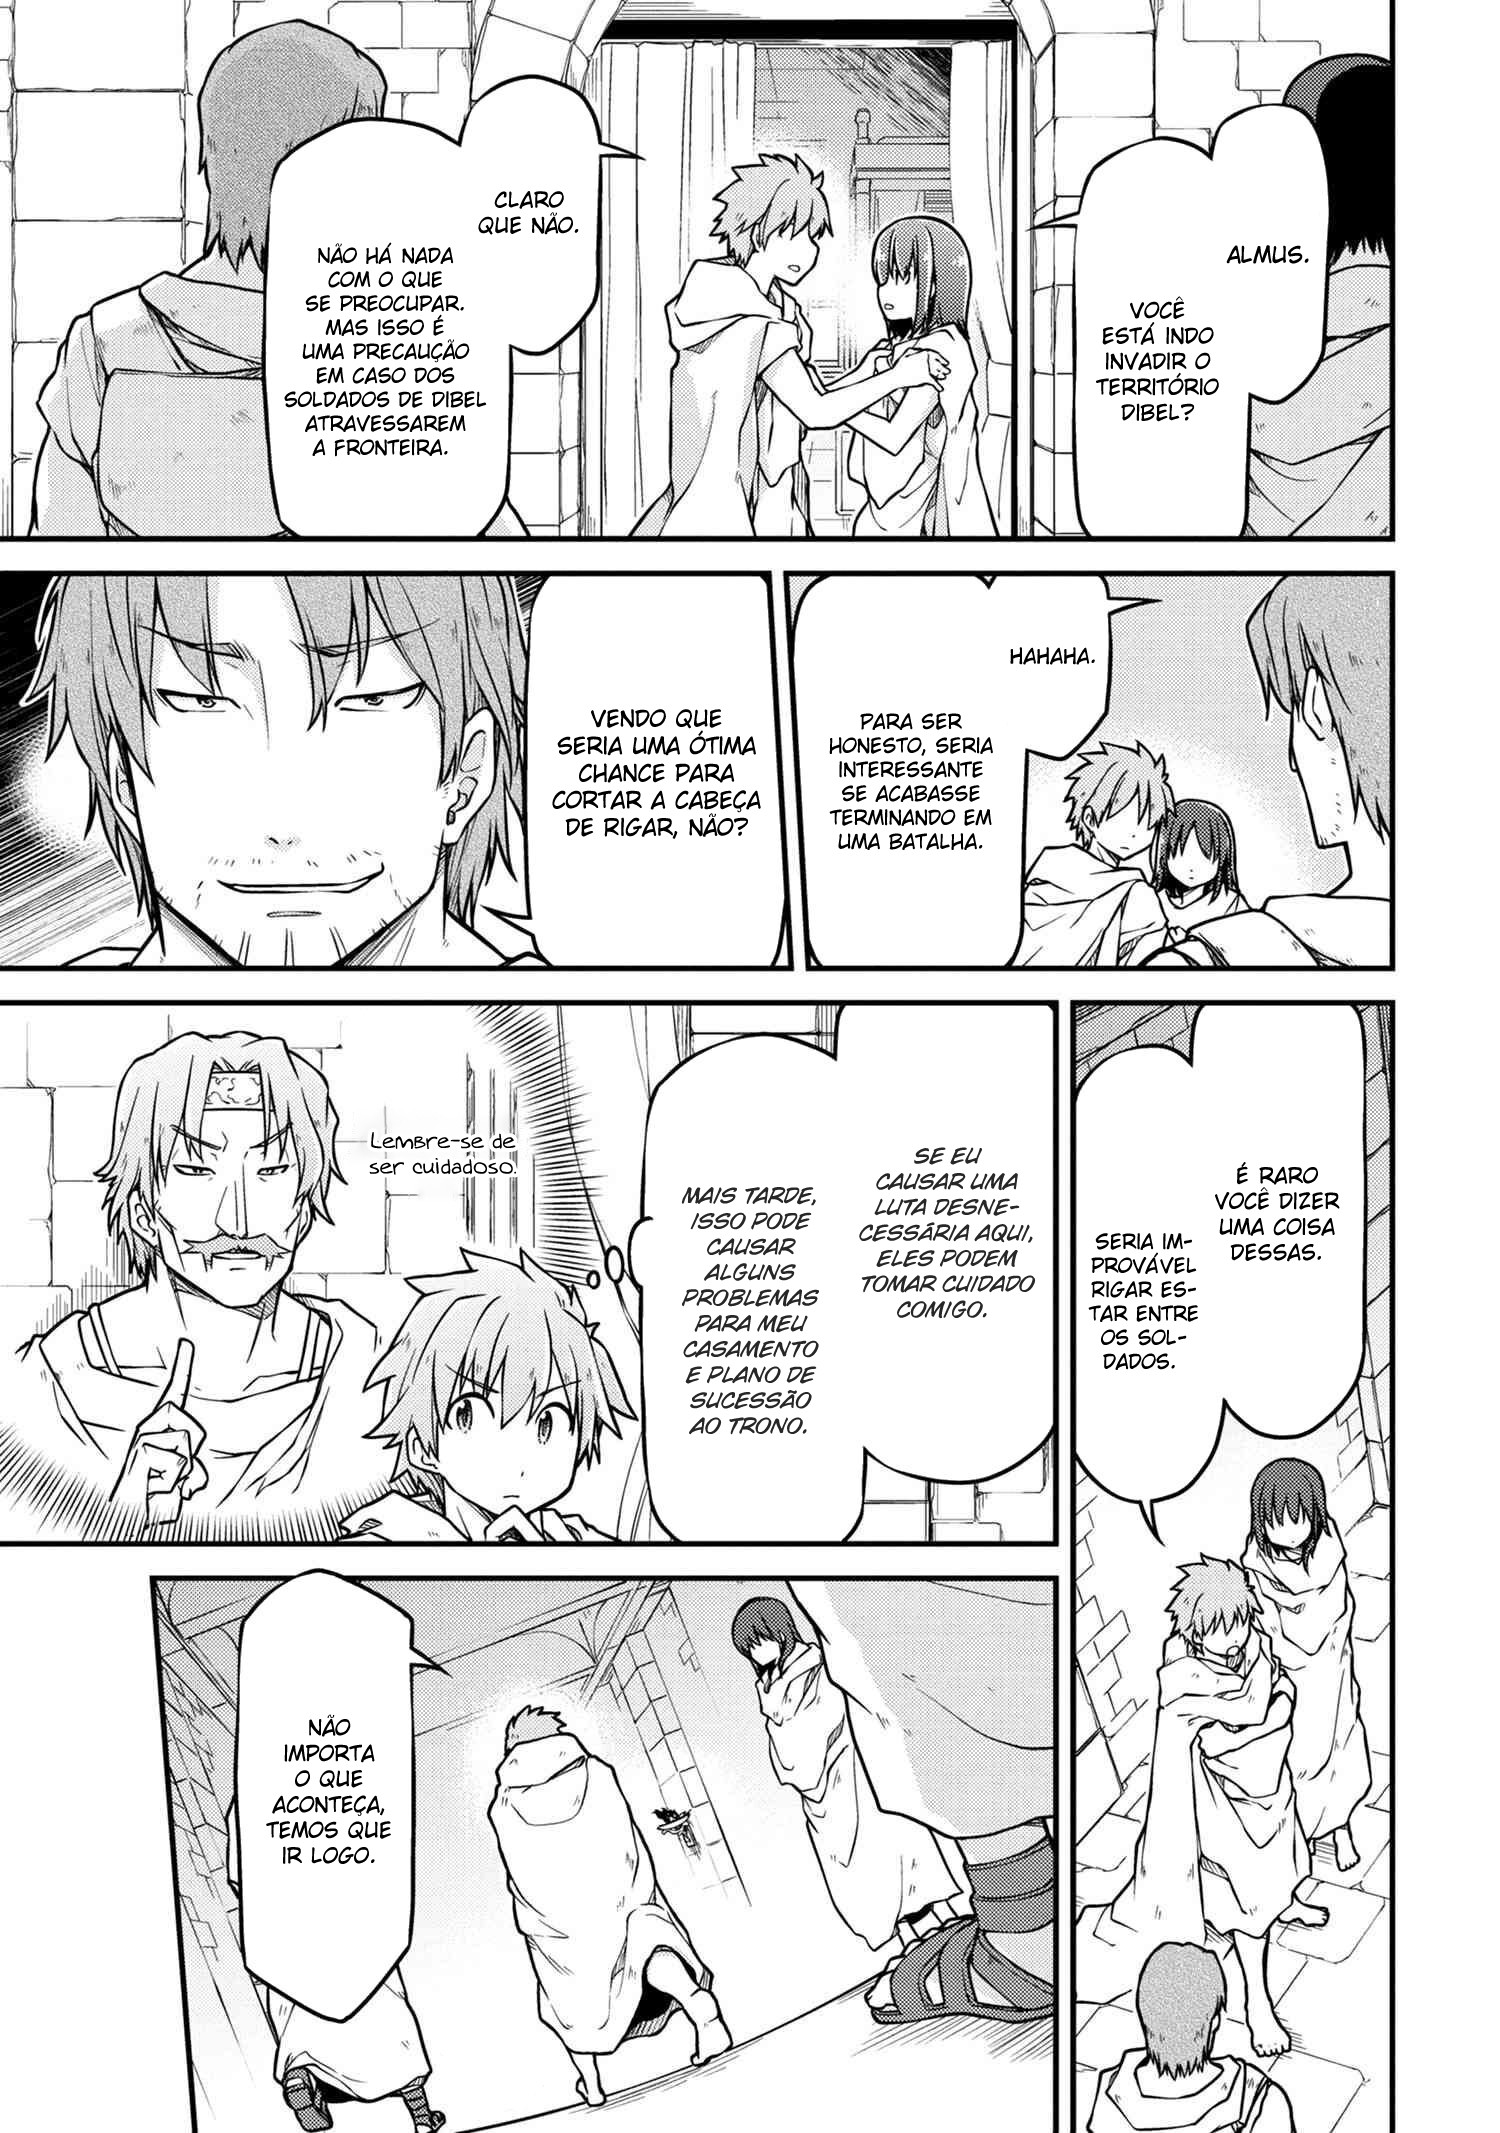 ALMUS.
VOCÊ
ESTÁ INDO
INVADIR O
TERRITÓRIO
DIBEL?
CLARO
QUE NÃO.
NÃO HÁ NADA
COM O QUE
SE PREOCUPAR.
MAS ISSO É
UMA PRECAUÇÃO
EM CASO DOS
SOLDADOS DE DIBEL
ATRAVESSAREM
A FRONTEIRA.
HAHAHA.
PARA SER
HONESTO, SERIA
INTERESSANTE
SE ACABASSE
TERMINANDO EM
UMA BATALHA.
VENDO QUE
SERIA UMA ÓTIMA
CHANCE PARA
CORTAR A CABEÇA
DE RIGAR, NÃO?
É RARO
VOCÊ DIZER
UMA COISA
DESSAS.
SERIA IM-
PROVÁVEL
RIGAR ES-
TAR ENTRE
OS SOL-
DADOS.
SE EU
CAUSAR UMA
LUTA DESNE-
CESSÁRIA AQUI,
ELES PODEM
TOMAR CUIDADO
COMIGO.
MAIS TARDE,
ISSO PODE
CAUSAR
ALGUNS
PROBLEMAS
PARA MEU
CASAMENTO
E PLANO DE
SUCESSÃO
AO TRONO.
Lembre-se de
ser cuidadoso.
NÃO
IMPORTA
O QUE
ACONTEÇA,
TEMOS QUE
IR LOGO.